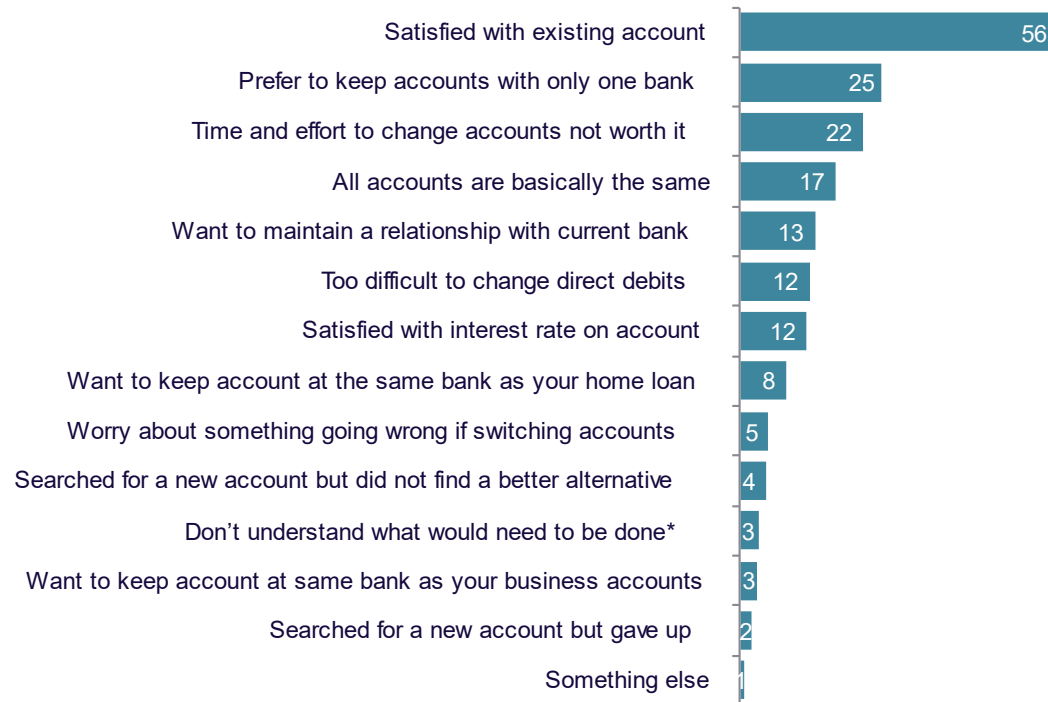 Satisfied with existing account 56
Prefer to keep accounts with only one bank 25
Time and effort to change accounts not worth it 22
All accounts are basically the same 17
Want to maintain a relationship with current bank 13
Too difficult to change direct debits 12
Satisfied with interest rate on account 12
Want to keep account at the same bank as your home loan 8
Worry about something going wrong if switching accounts 5
Searched for a new account but did not find a better alternative 4
Don’t understand what would need to be done* 3
Want to keep account at same bank as your business accounts 3
Searched for a new account but gave up 2
Something else 1